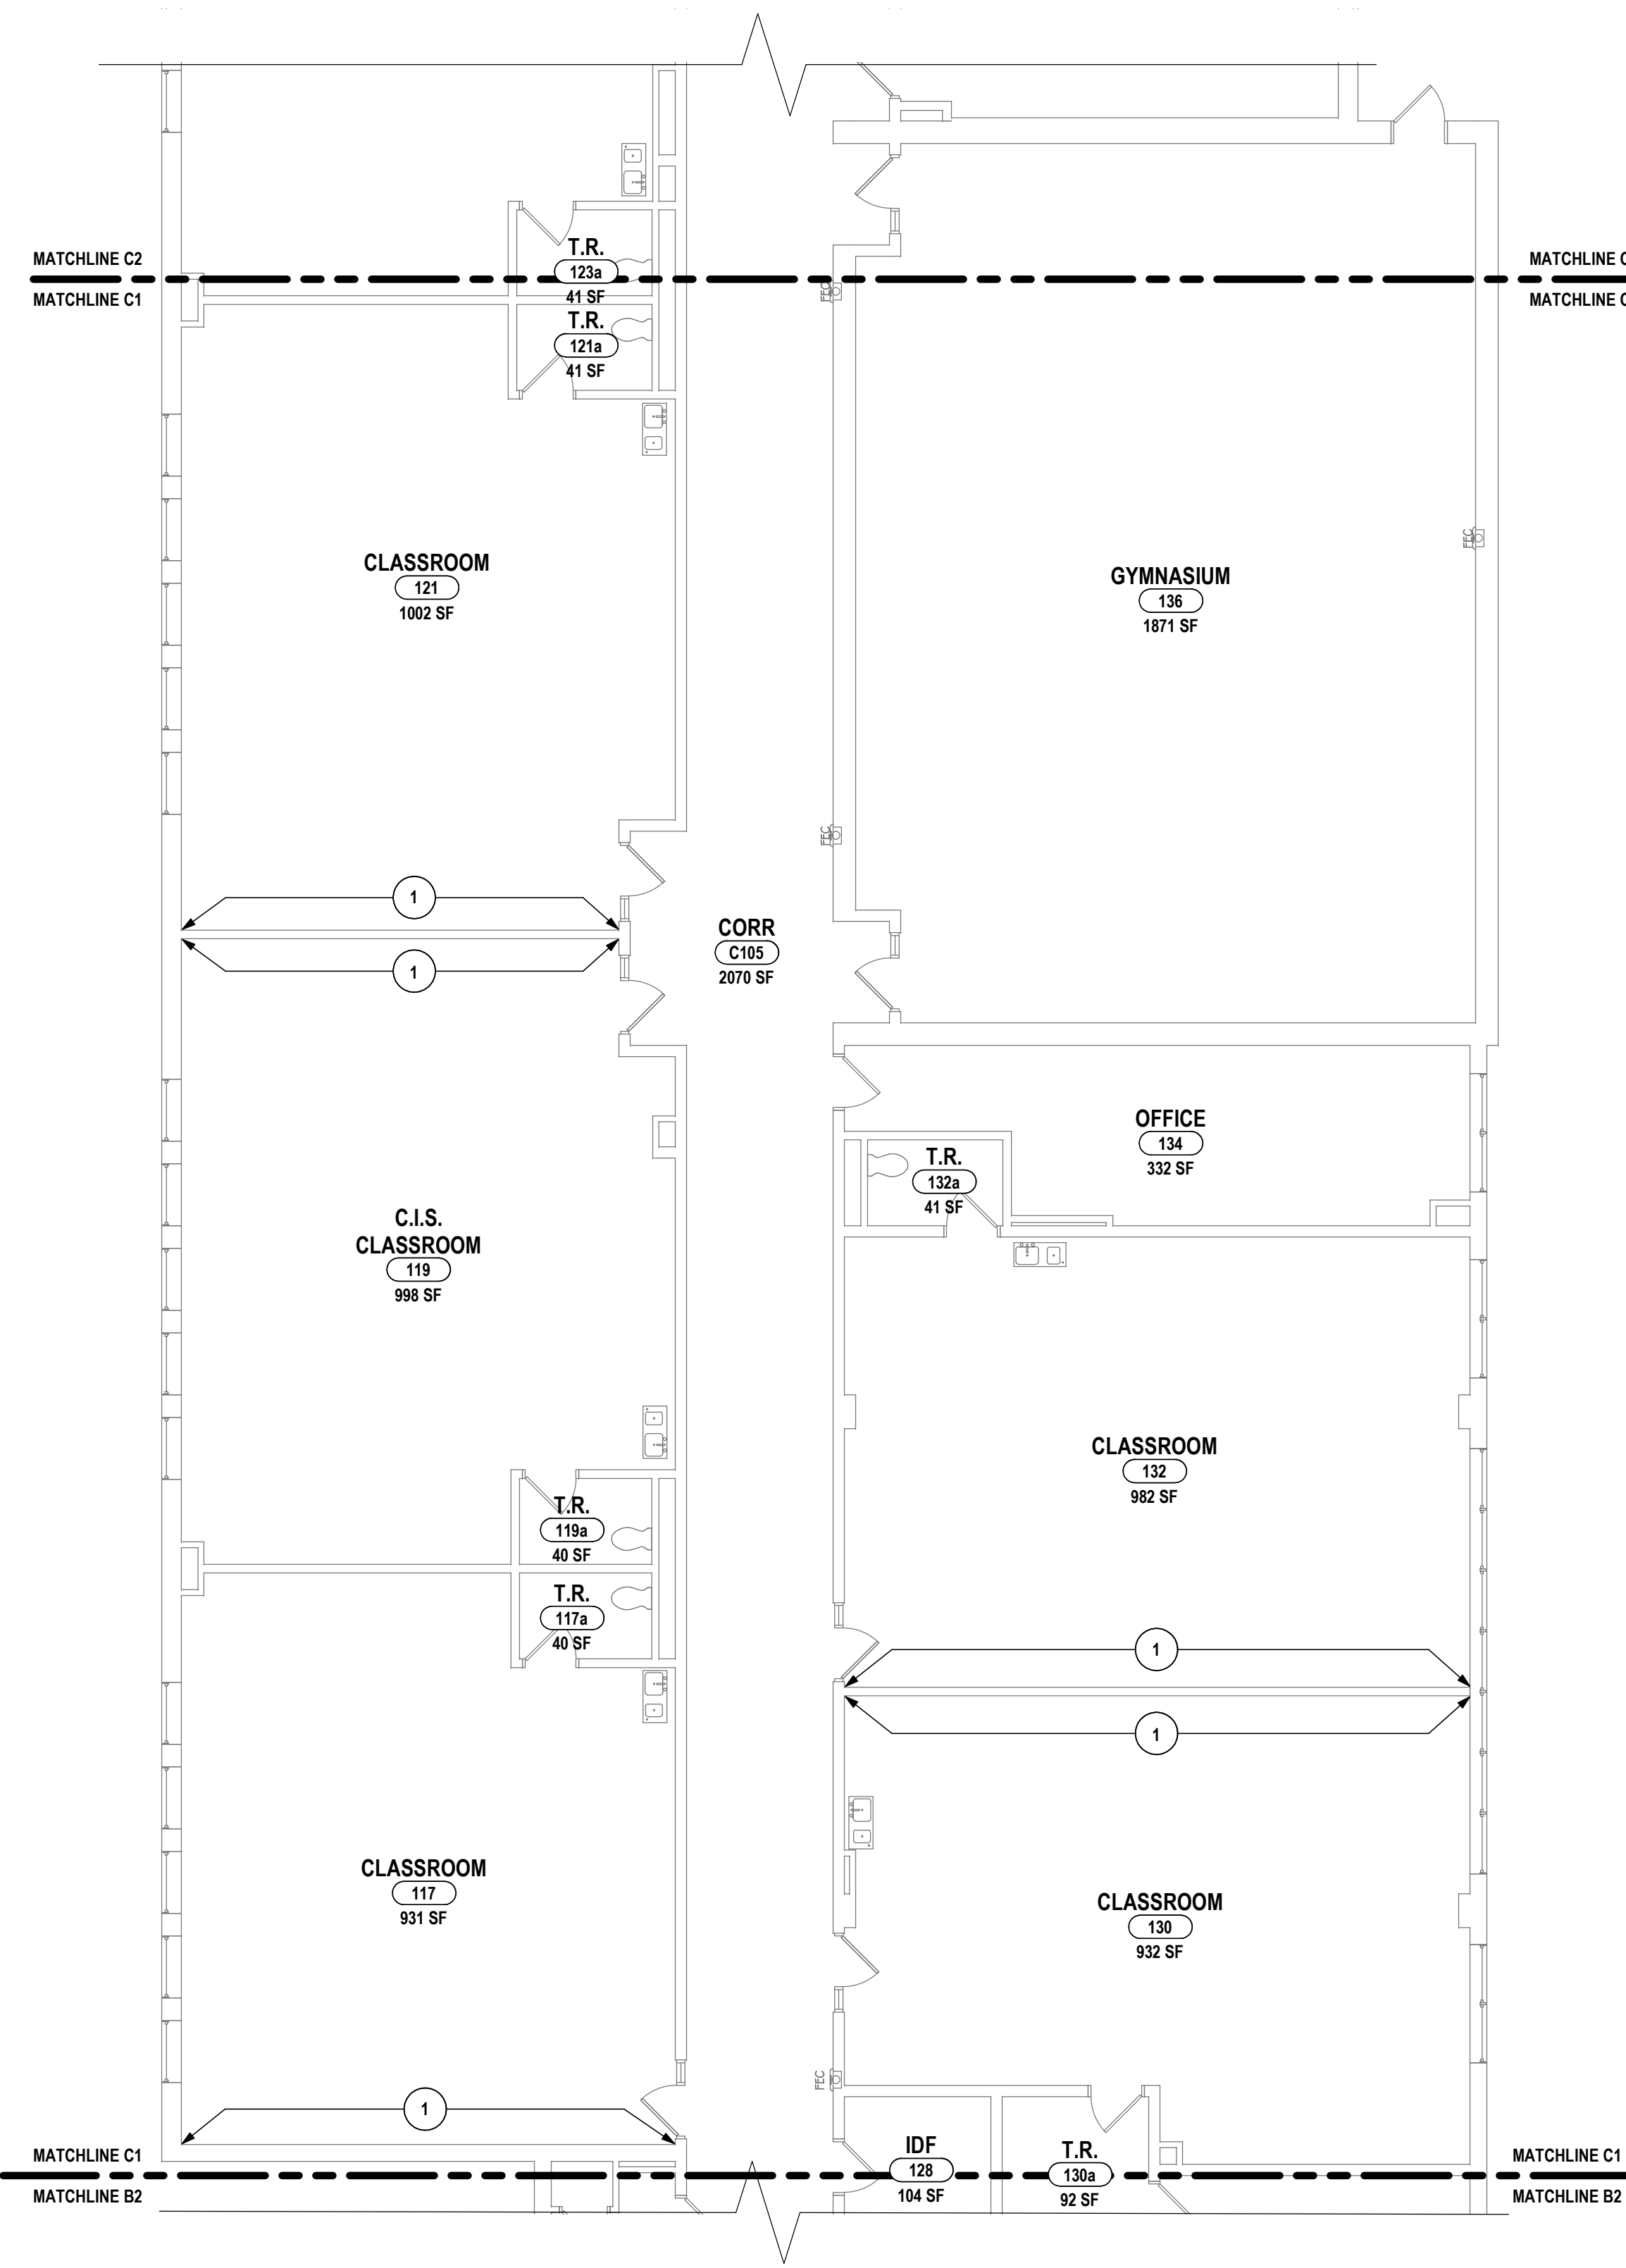 MATCHLINE C2
MATCHLINE C1
MATCHLINE C
MATCHLINE C
T.R.
123a
41 SF
T.R.
121a
41 SF
FEC
FEC
CLASSROOM
121
1002 SF
GYMNASIUM
136
1871 SF
FEC
1
1
CORR
C105
2070 SF
OFFICE
134
332 SF
T.R.
132a
41 SF
C.I.S.
CLASSROOM
119
998 SF
CLASSROOM
132
982 SF
T.R.
119a
40 SF
T.R.
117a
40 SF
1
1
CLASSROOM
117
931 SF
CLASSROOM
130
932 SF
FEC
1
IDF
128
104 SF
T.R.
130a
92 SF
MATCHLINE C1
MATCHLINE B2
MATCHLINE C1
MATCHLINE B2